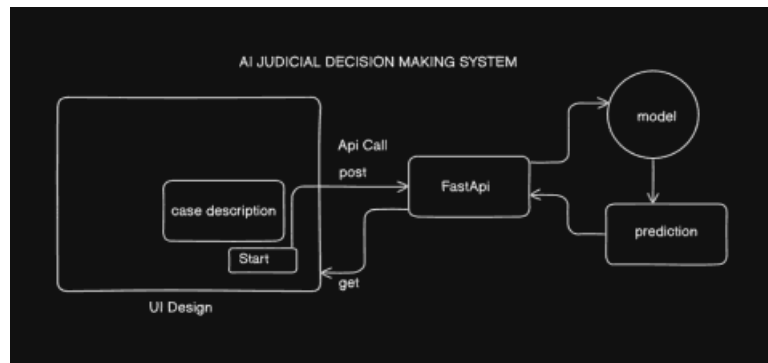 AI JUDICIAL DECISION MAKING SYSTEM
model
Api Call
post
FastApi
case description
prediction
Start
get
UI Design